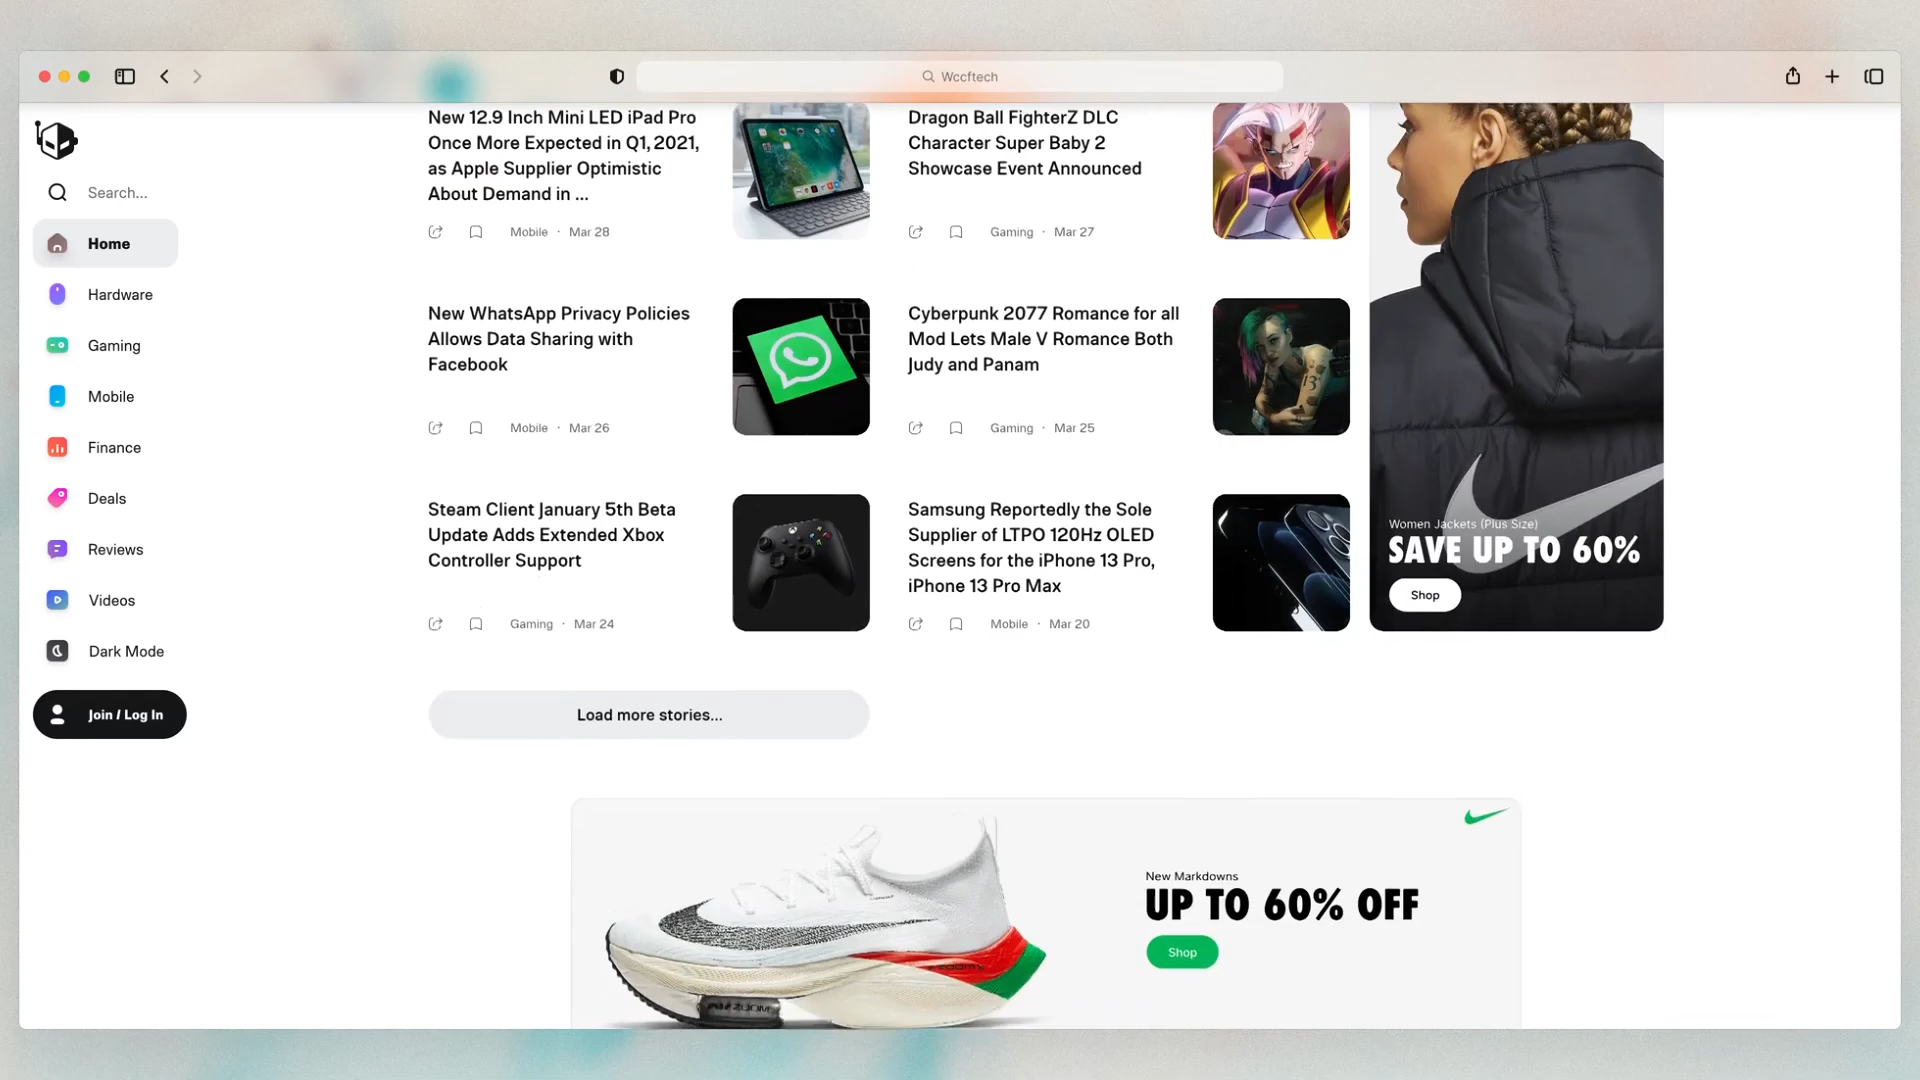 Wccftech
Search...
Home
Hardware
Gaming
Mobile
Finance
Deals
Reviews
Videos
Dark Mode
Join / Log In
New 12.9 Inch Mini LED iPad Pro
Once More Expected in Q1, 2021,
as Apple Supplier Optimistic
About Demand in ...
Mobile · Mar 28
Dragon Ball FighterZ DLC
Character Super Baby 2
Showcase Event Announced
Gaming · Mar 27
New WhatsApp Privacy Policies
Allows Data Sharing with
Facebook
Mobile · Mar 26
Cyberpunk 2077 Romance for all
Mod Lets Male V Romance Both
Judy and Panam
Gaming · Mar 25
Steam Client January 5th Beta
Update Adds Extended Xbox
Controller Support
Gaming · Mar 24
Samsung Reportedly the Sole
Supplier of LTPO 120Hz OLED
Screens for the iPhone 13 Pro,
iPhone 13 Pro Max
Mobile · Mar 20
Women Jackets (Plus Size)
SAVE UP TO 60%
Shop
Load more stories...
New Markdowns
UP TO 60% OFF
Shop